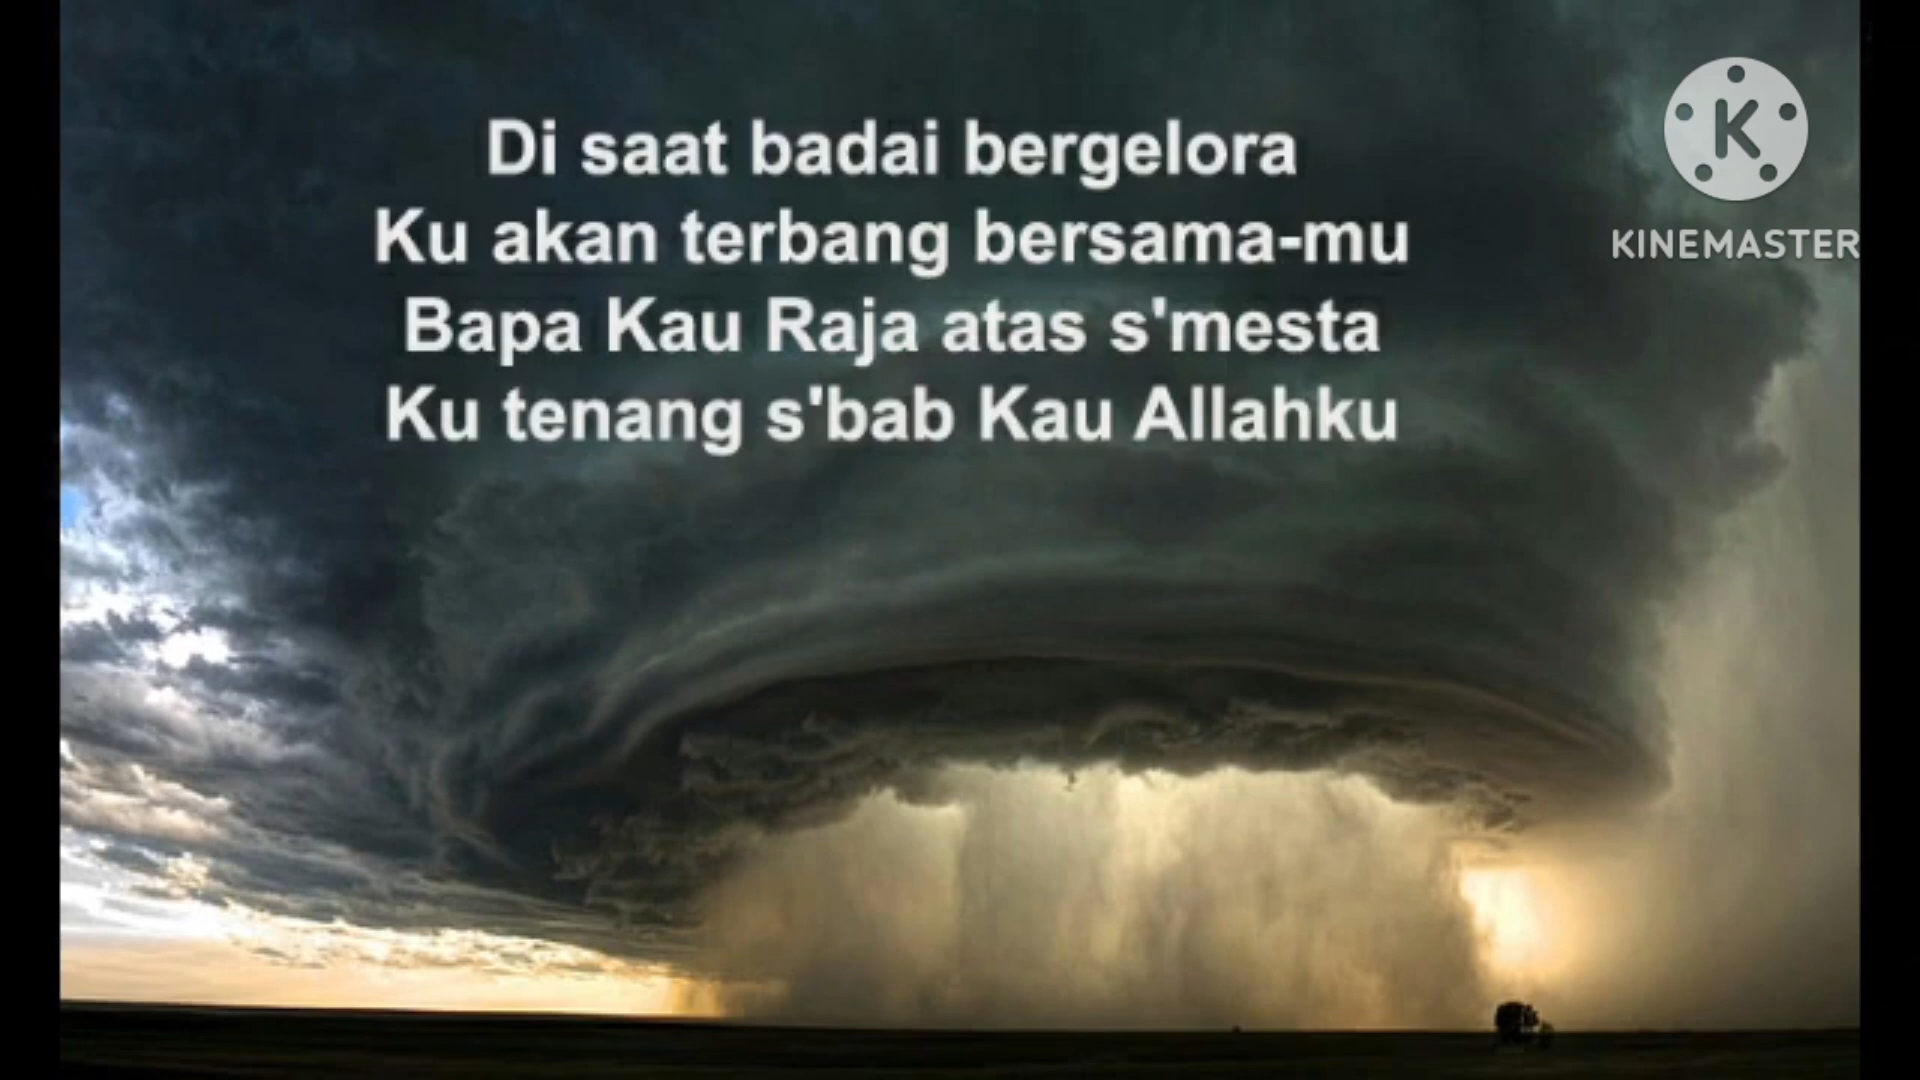 Di saat badai bergelora
Ku akan terbang bersama-mu
Bapa Kau Raja atas s'mesta
Ku tenang s'bab Kau Allahku
K
KINEMASTER